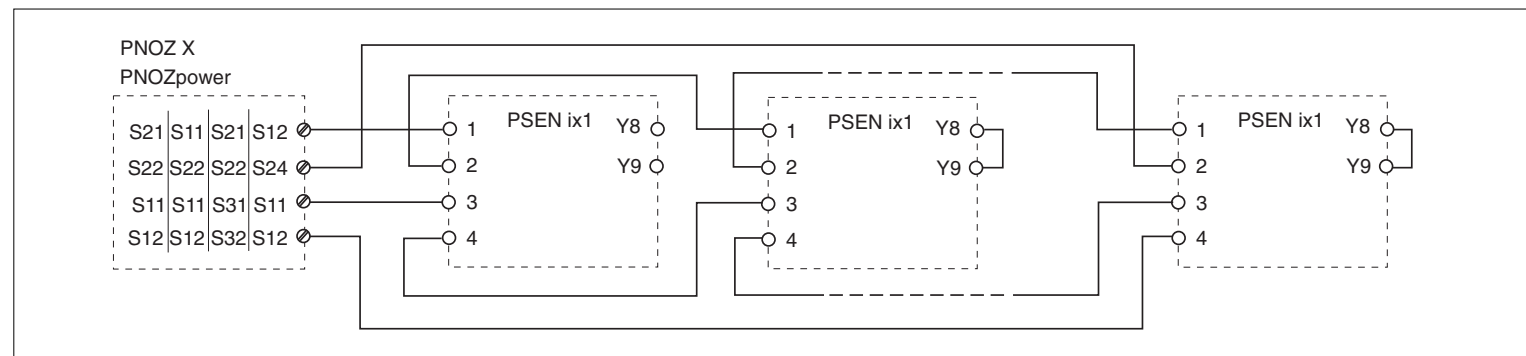 PNOZ X
PNOZpower
S21 S11 S21 S12
S22 S22 S22 S24
S11 S11 S31 S11
S12 S12 S32 S12
PSEN ix1
1
2
3
4
Y8
Y9
PSEN ix1
1
2
3
4
Y8
Y9
PSEN ix1
1
2
3
4
Y8
Y9